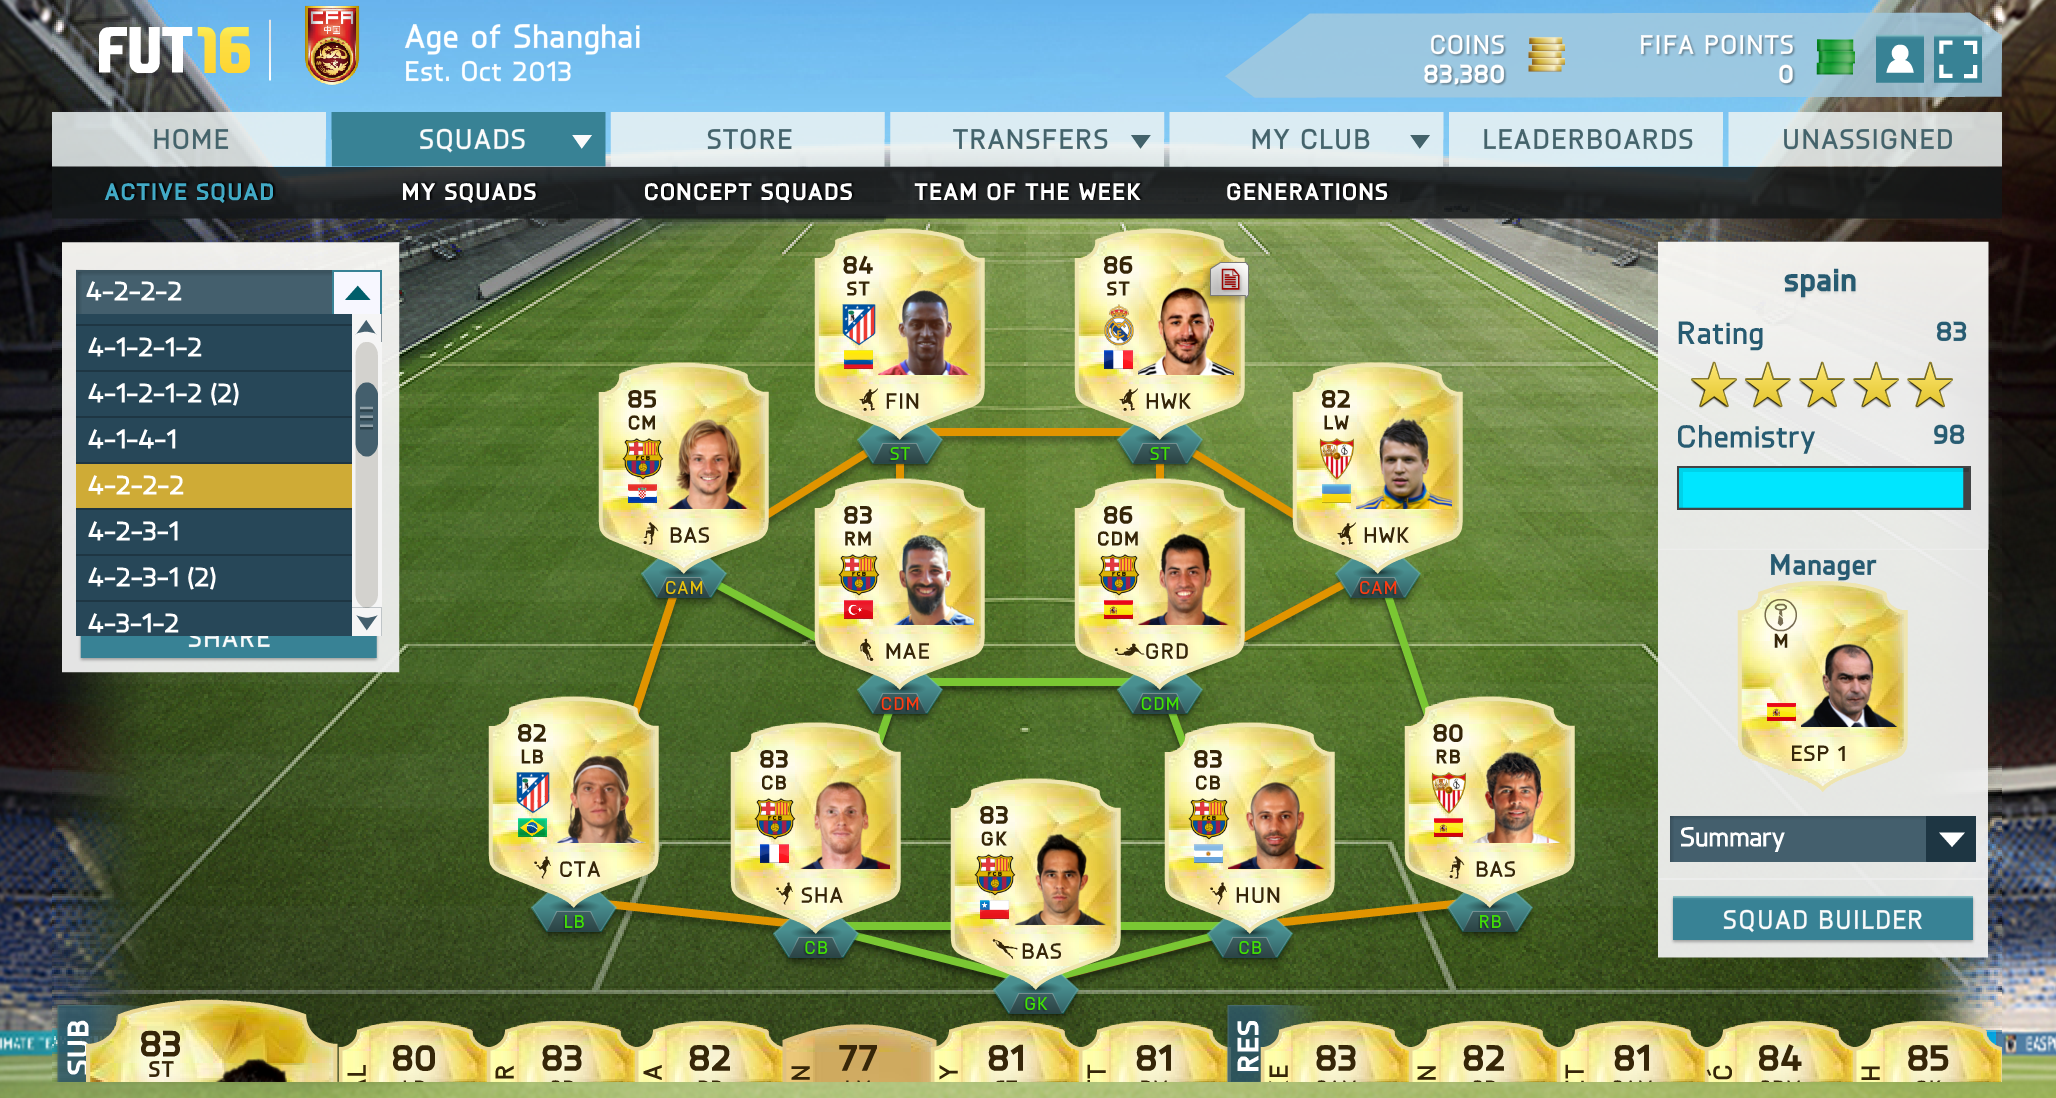 FUT16
CFA
中国
Age of Shanghai
Est. Oct 2013
COINS
83,380
FIFA POINTS
0
HOME
SQUADS
STORE
TRANSFERS
MY CLUB
LEADERBOARDS
UNASSIGNED
ACTIVE SQUAD
MY SQUADS
CONCEPT SQUADS
TEAM OF THE WEEK
GENERATIONS
4-2-2-2
4-1-2-1-2
4-1-2-1-2 (2)
4-1-4-1
4-2-2-2
4-2-3-1
4-2-3-1 (2)
4-3-1-2
SHARE
84
ST
FIN
ST
86
ST
HWK
ST
85
CM
BAS
CAM
82
LW
HWK
CAM
83
RM
MAE
CDM
86
CDM
GRD
CDM
82
LB
CTA
LB
83
CB
SHA
CB
83
GK
BAS
GK
83
CB
HUN
CB
80
RB
BAS
RB
spain
Rating 83
Chemistry 98
Manager
M
ESP 1
Summary
SQUAD BUILDER
SUB
83
ST
80
83
82
77
81
81
RES
83
82
81
84
85